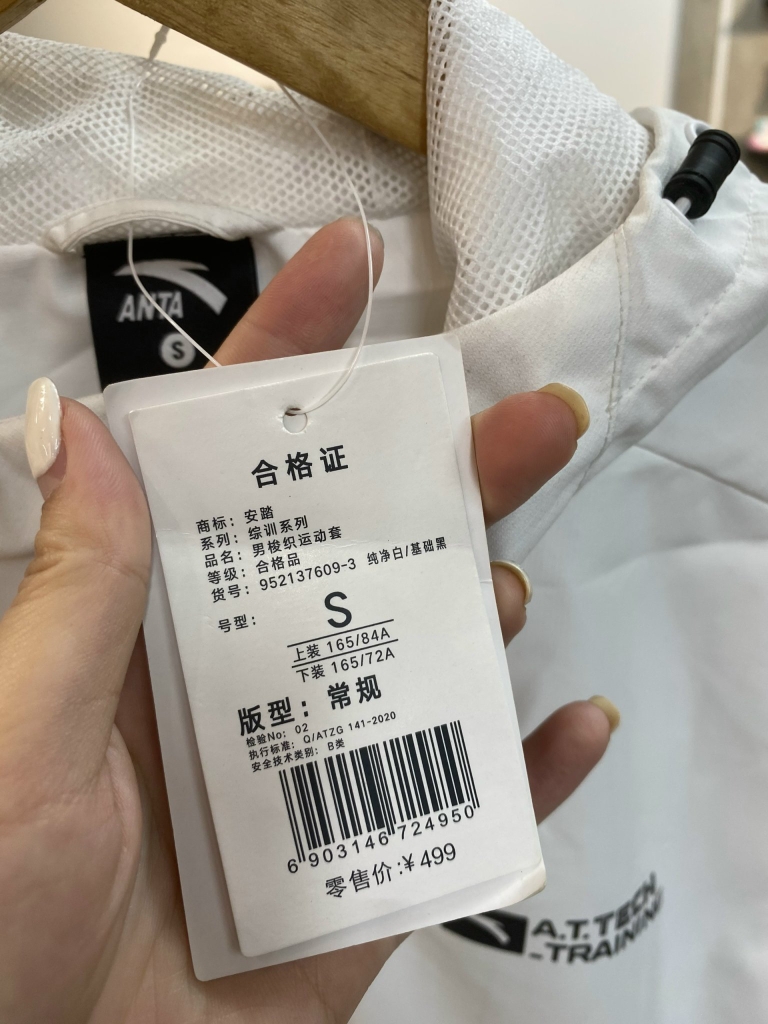 ANTA
S
合格证
商标：安踏
系列：综训系列
品名：男梭织运动套
等级：合格品
货号：952137609-3 纯净白/基础黑
号型：S
上装 165/84A
下装 165/72A
版型：常规
检验No：02
执行标准：Q/ATZG 141-2020
安全技术类别：B类
6 903146 724950
零售价:¥499
A.T.TECH
-TRAINING